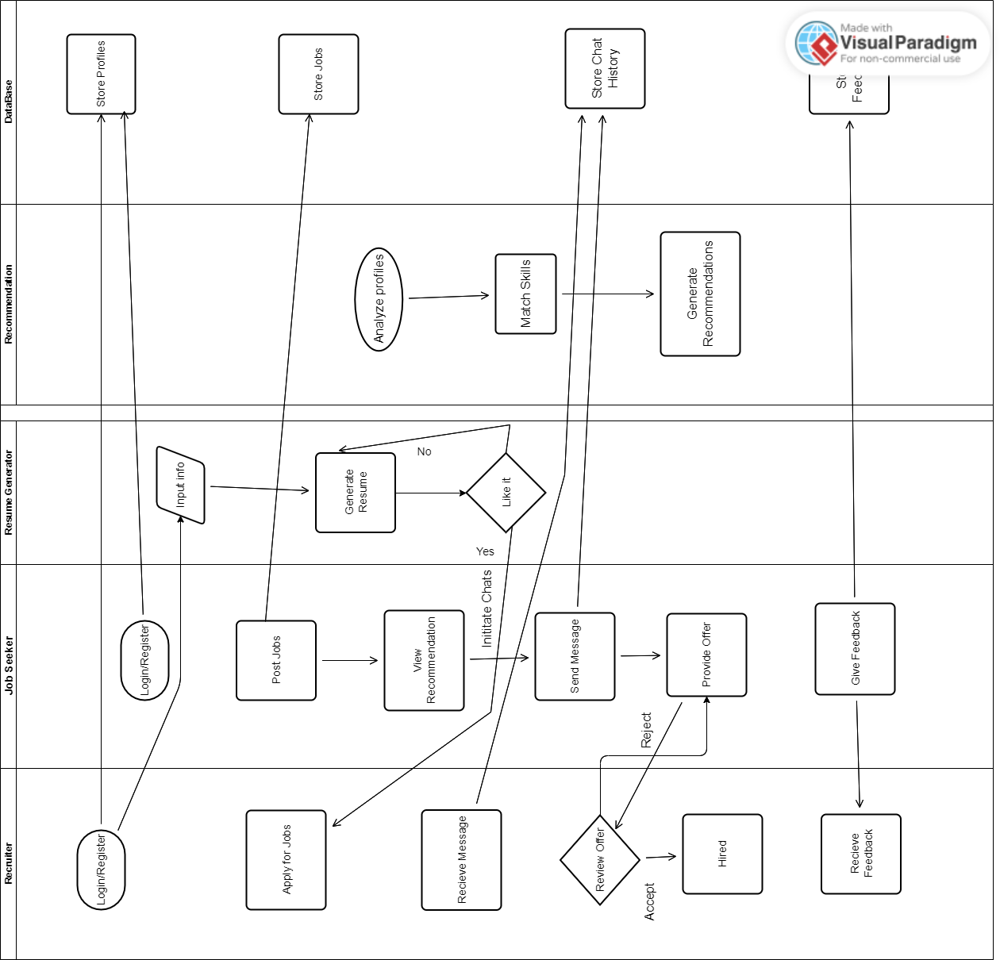 Made with
Visual Paradigm
For non-commercial use
DataBase
Store Profiles
Store Jobs
Store Chat
History
Recommendation
Analyze profiles
Match Skills
Generate
Recommendations
Resume Generator
Input info
Generate
Resume
No
Like it
Yes
Job Seeker
Login/Register
Post Jobs
View
Recommendation
Inititate Chats
Send Message
Provide Offer
Give Feedback
Reject
Recruiter
Login/Register
Apply for Jobs
Recieve Message
Review Offer
Accept
Hired
Recieve
Feedback